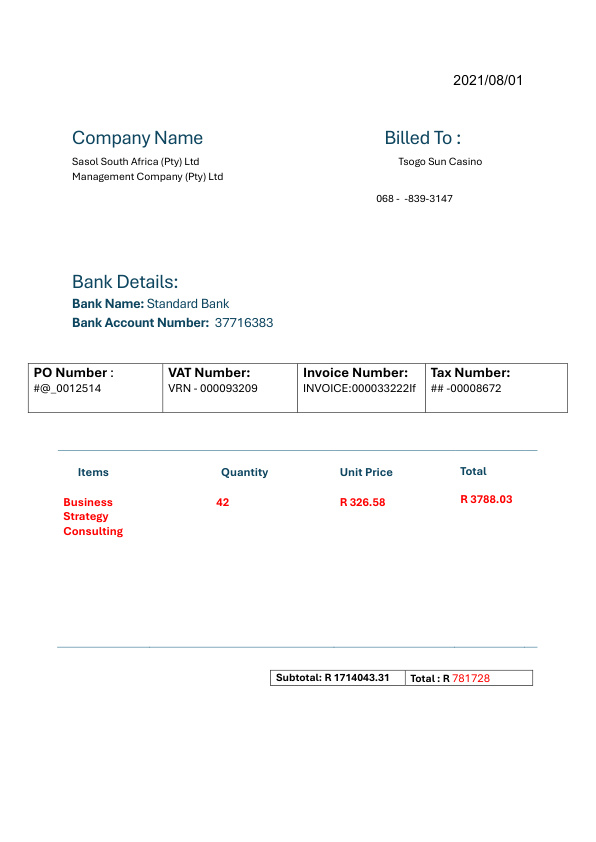 2021/08/01
Company Name
Billed To :
Sasol South Africa (Pty) Ltd
Tsogo Sun Casino
Management Company (Pty) Ltd
068 - -839-3147
Bank Details:
Bank Name: Standard Bank
Bank Account Number: 37716383
PO Number : VAT Number: Invoice Number: Tax Number:
#@_0012514 VRN - 000093209 INVOICE:000033222lf ## -00008672
Items Quantity Unit Price Total
Business 42 R 326.58 R 3788.03
Strategy
Consulting
Subtotal: R 1714043.31 Total : R 781728